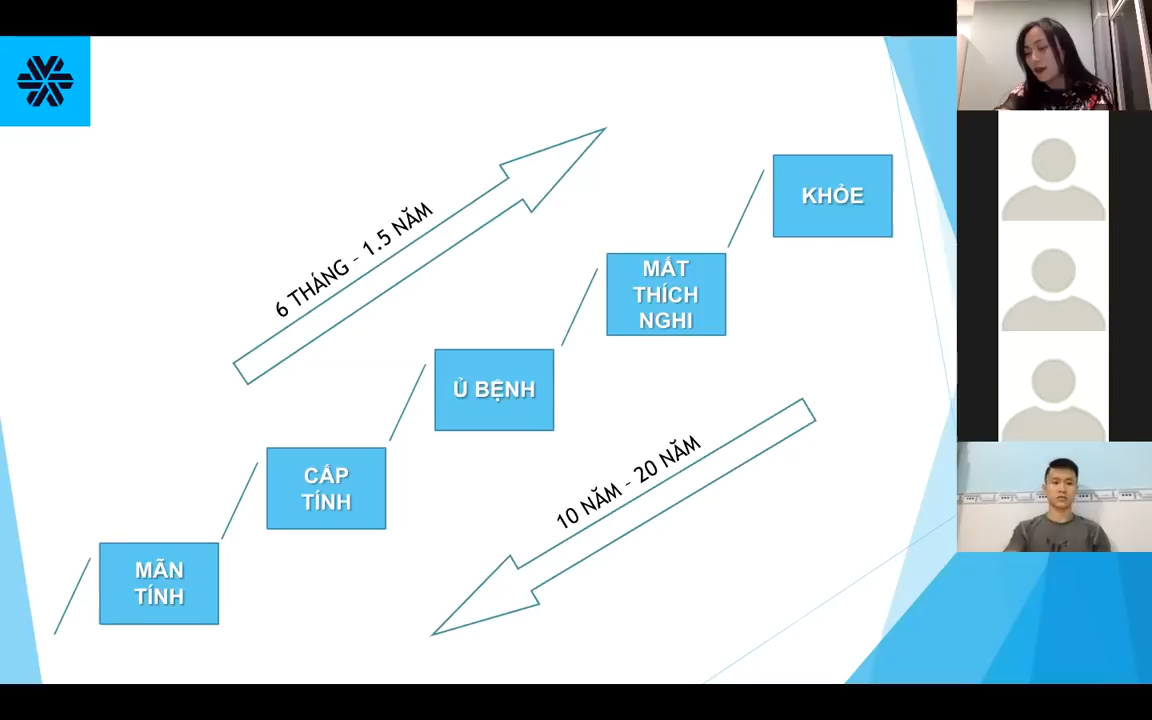 KHỎE
6 THÁNG - 1.5 NĂM
MẤT
THÍCH
NGHI
Ủ BỆNH
10 NĂM - 20 NĂM
CẤP
TÍNH
MÃN
TÍNH